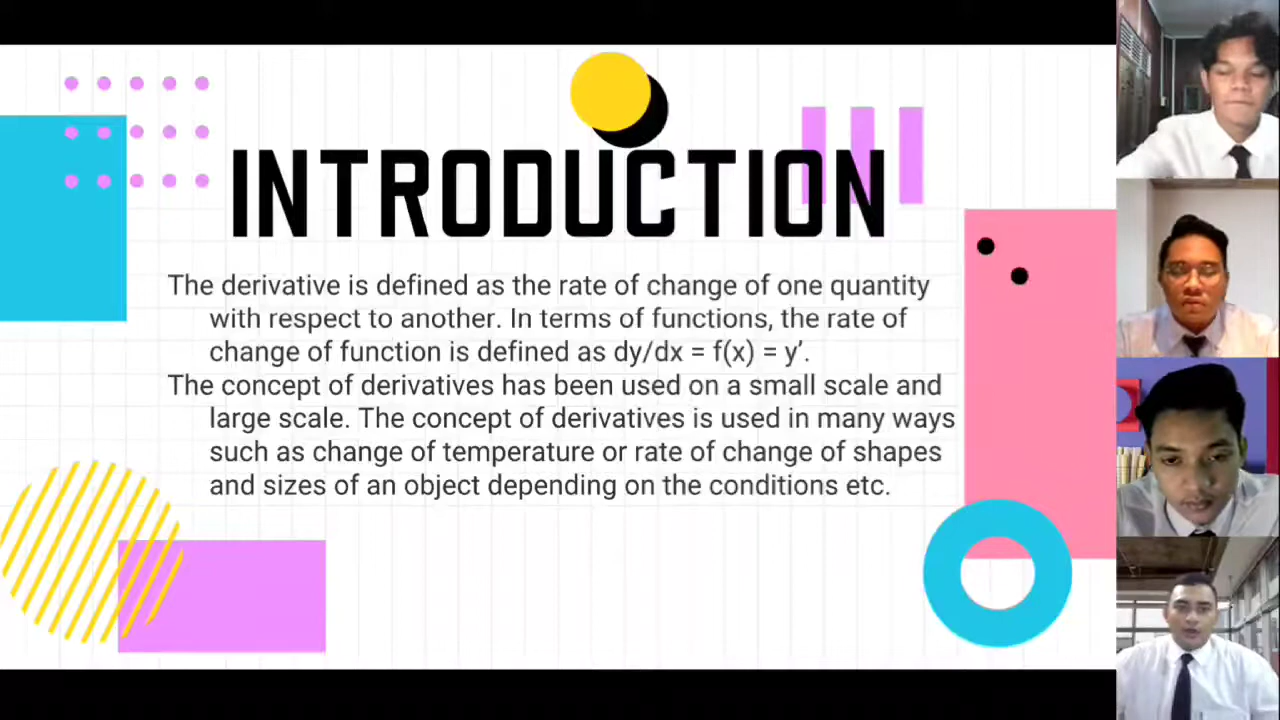 INTRODUCTION
The derivative is defined as the rate of change of one quantity
with respect to another. In terms of functions, the rate of
change of function is defined as dy/dx = f(x) = y’.
The concept of derivatives has been used on a small scale and
large scale. The concept of derivatives is used in many ways
such as change of temperature or rate of change of shapes
and sizes of an object depending on the conditions etc.